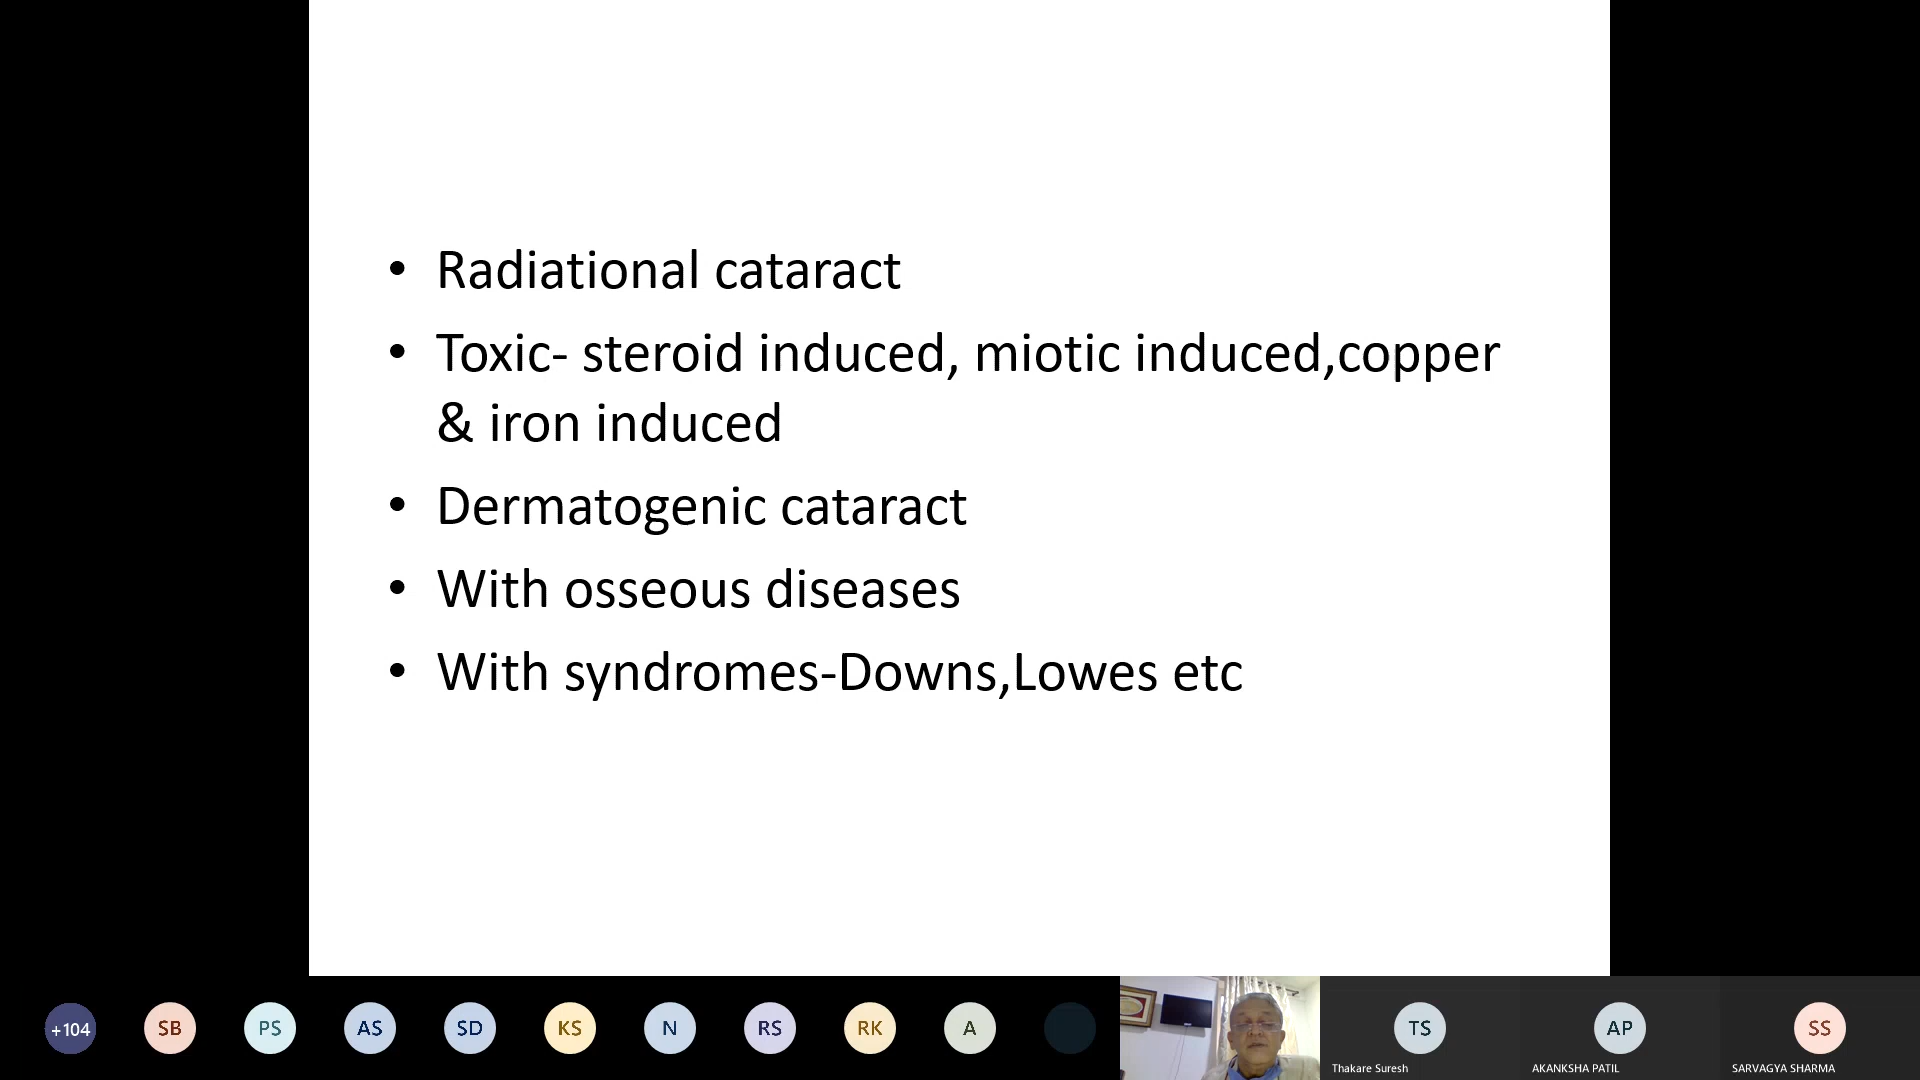 • Radiational cataract
• Toxic- steroid induced, miotic induced,copper
& iron induced
• Dermatogenic cataract
• With osseous diseases
• With syndromes-Downs,Lowes etc
+104
SB
PS
AS
SD
KS
N
RS
RK
A
TS
AP
SS
Thakare Suresh
AKANKSHA PATIL
SARVAGYA SHARMA